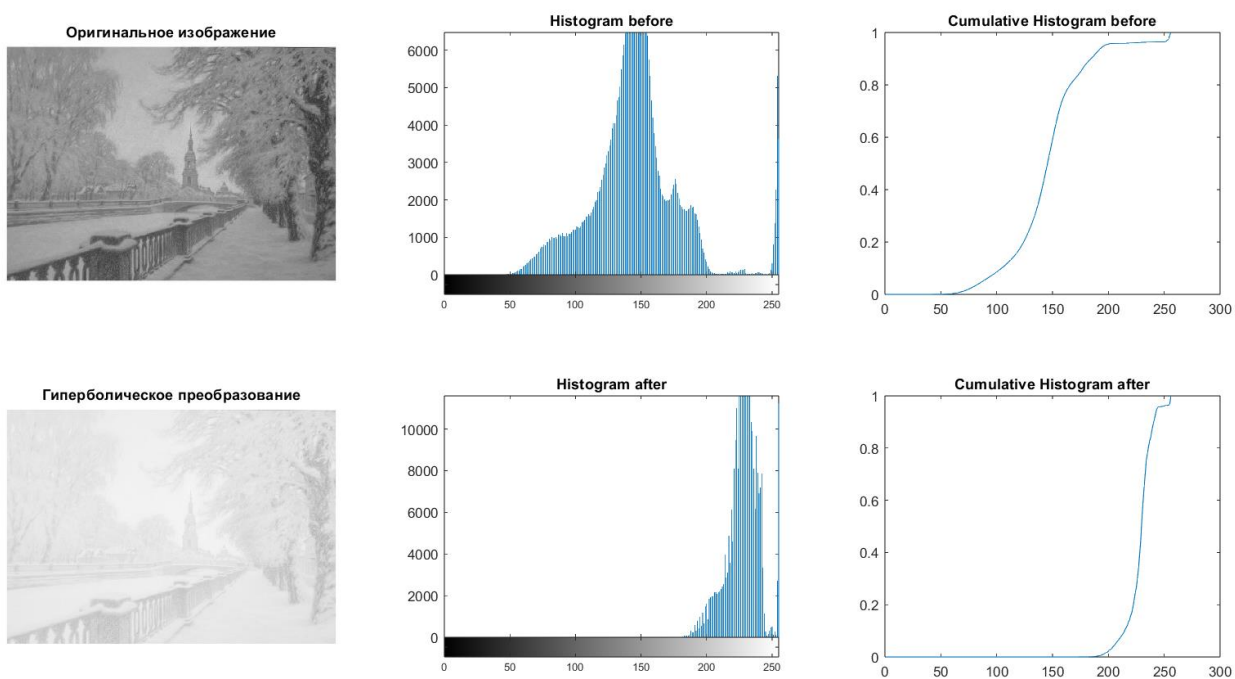 Оригинальное изображение
Histogram before
6000
5000
4000
3000
2000
1000
0
0 50 100 150 200 250
Cumulative Histogram before
1
0.8
0.6
0.4
0.2
0
0 50 100 150 200 250 300
Гиперболическое преобразование
Histogram after
10000
8000
6000
4000
2000
0
0 50 100 150 200 250
Cumulative Histogram after
1
0.8
0.6
0.4
0.2
0
0 50 100 150 200 250 300